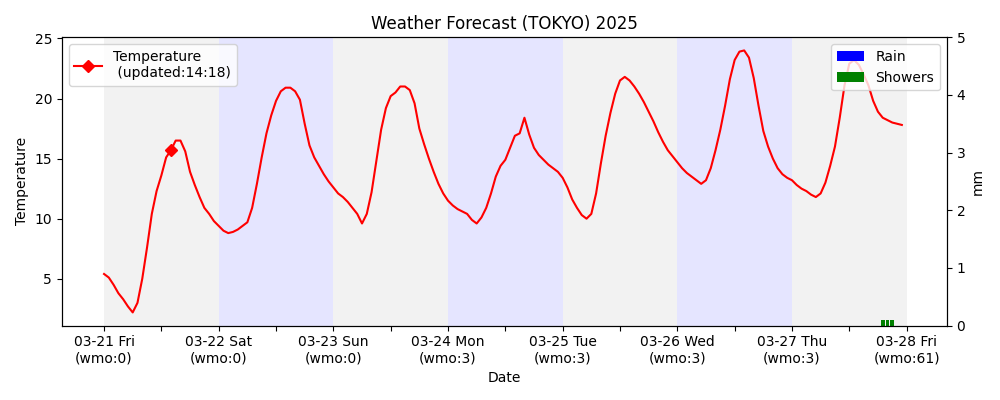 Weather Forecast (TOKYO) 2025
Temperature
(updated:14:18)
Rain
Showers
25
20
15
10
5
Temperature
5
4
3
2
1
0
mm
03-21 Fri
(wmo:0)
03-22 Sat
(wmo:0)
03-23 Sun
(wmo:0)
03-24 Mon
(wmo:3)
03-25 Tue
(wmo:3)
03-26 Wed
(wmo:3)
03-27 Thu
(wmo:3)
03-28 Fri
(wmo:61)
Date